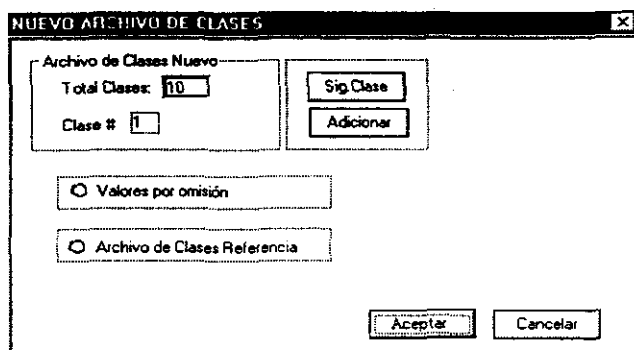 NUEVO ARCHIVO DE CLASES
Archivo de Clases Nuevo
Total Clases: 10
Sig.Clase
Clase # 1
Adicionar
Valores por omisión
Archivo de Clases Referencia
Aceptar
Cancelar